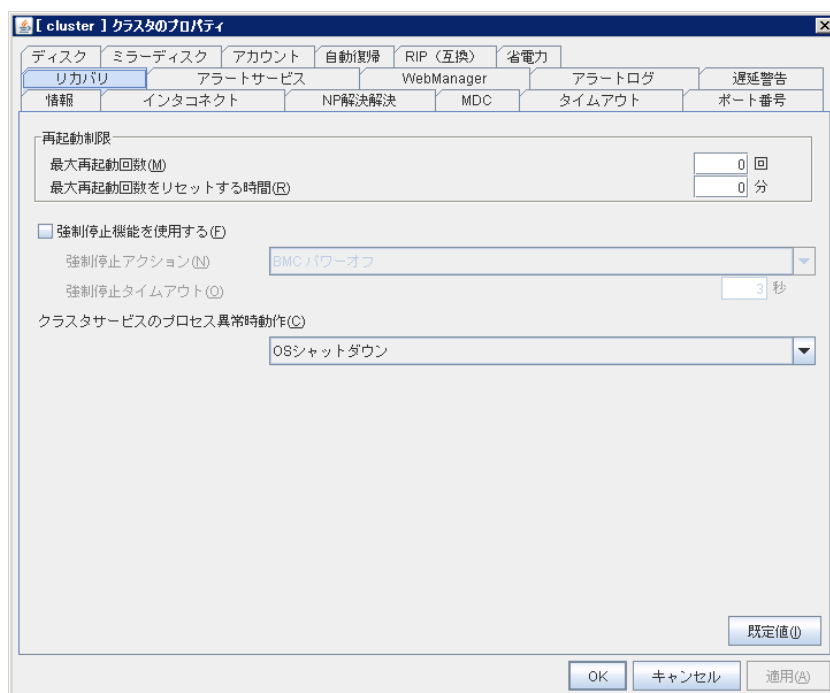 [ cluster ] クラスタのプロパティ
ディスク ミラーディスク アカウント 自動復帰 RIP（互換） 省電力
リカバリ アラートサービス WebManager アラートログ 遅延警告
情報 インタコネクト NP解決解決 MDC タイムアウト ポート番号
再起動制限
最大再起動回数(M) 0 回
最大再起動回数をリセットする時間(R) 0 分
強制停止機能を使用する(F)
強制停止アクション(N) BMC パワーオフ
強制停止タイムアウト(O) 3 秒
クラスタサービスのプロセス異常時動作(C)
OSシャットダウン
既定値(I)
OK キャンセル 適用(A)